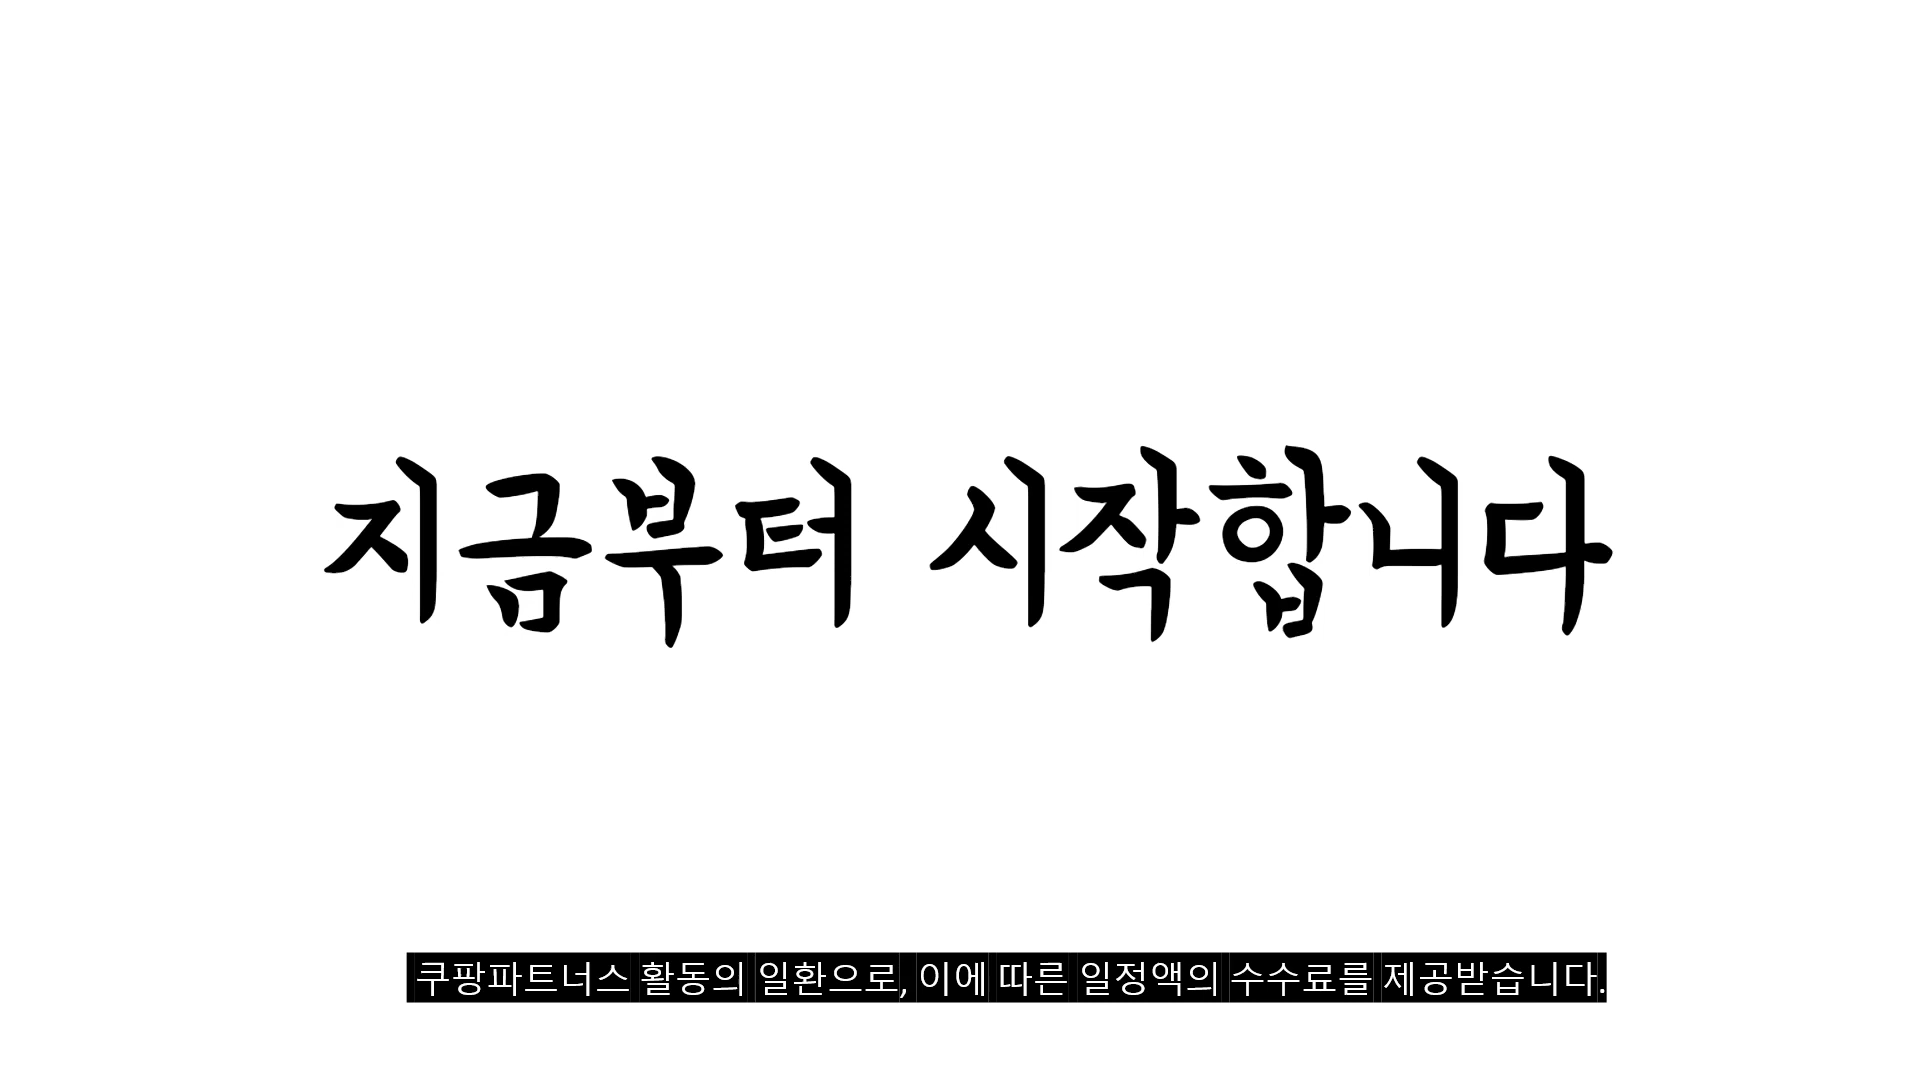 지금부터 시작합니다
쿠팡파트너스 활동의 일환으로, 이에 따른 일정액의 수수료를 제공받습니다.